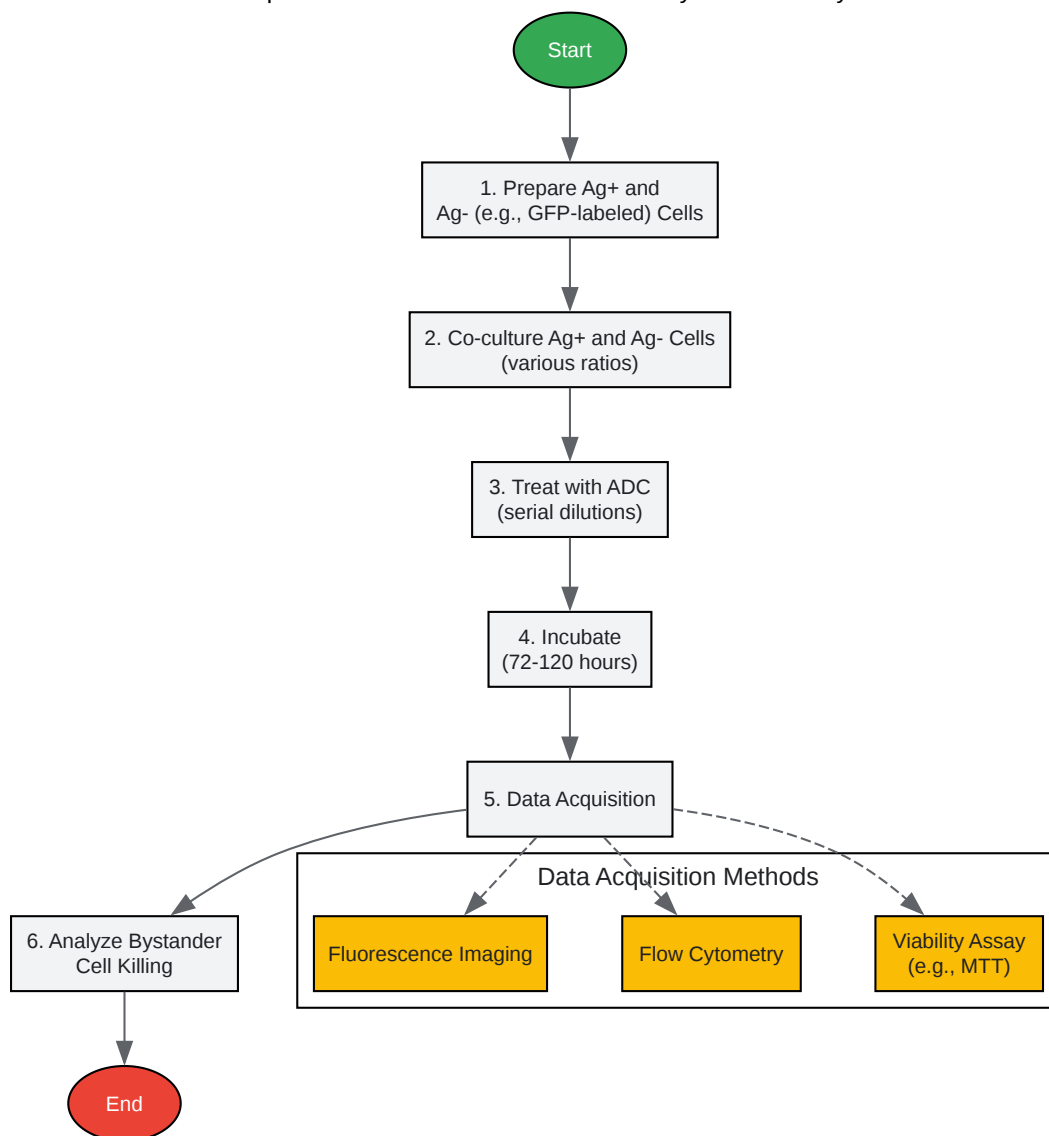 Start
1. Prepare Ag+ and
Ag- (e.g., GFP-labeled) Cells
2. Co-culture Ag+ and Ag- Cells
(various ratios)
3. Treat with ADC
(serial dilutions)
4. Incubate
(72-120 hours)
5. Data Acquisition
Data Acquisition Methods
6. Analyze Bystander
Cell Killing
Fluorescence Imaging
Flow Cytometry
Viability Assay
(e.g., MTT)
End